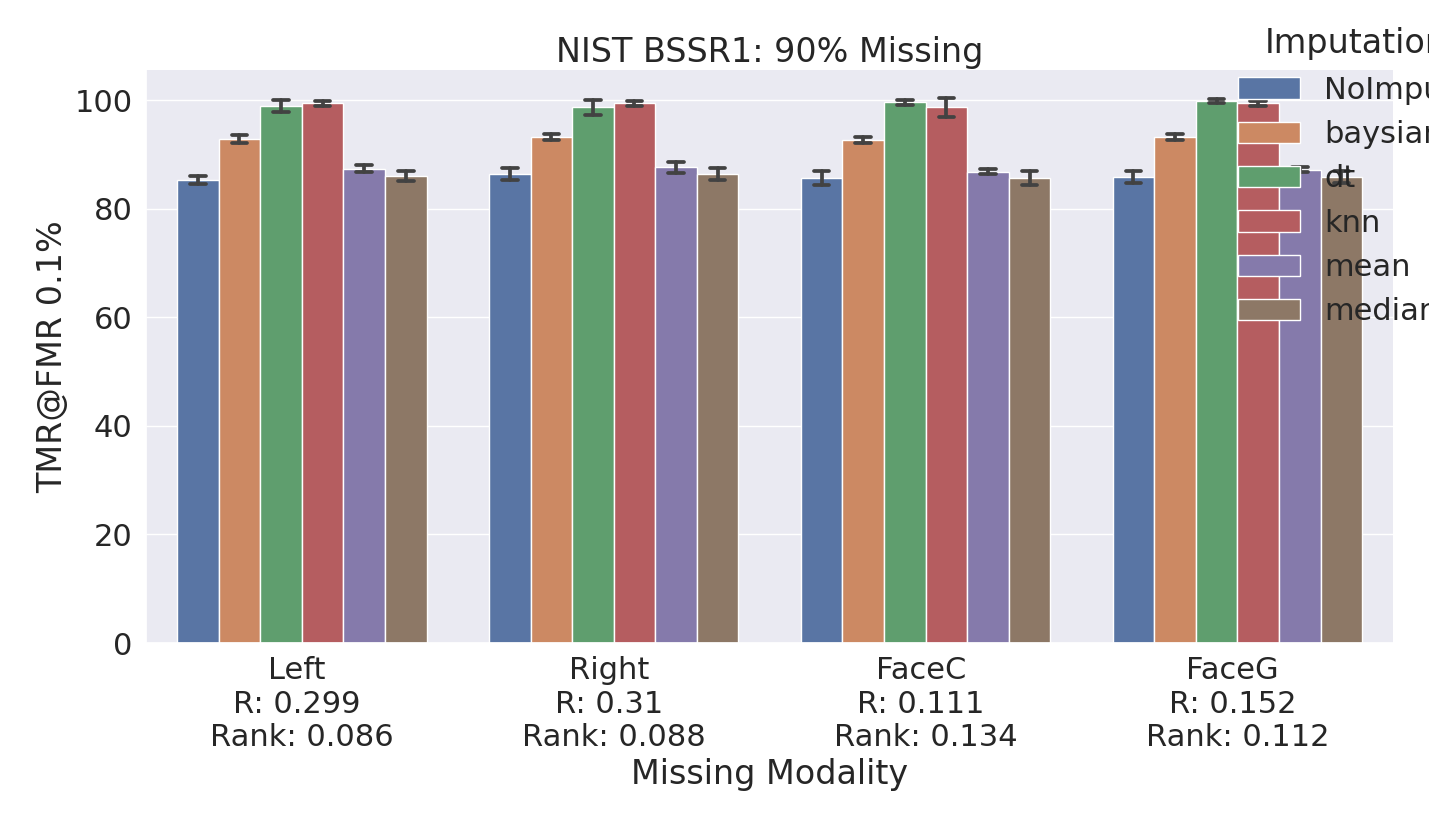 NIST BSSR1: 90% Missing
Imputation
NoImpu
baysian
dt
knn
mean
median
TMR@FMR 0.1%
100
80
60
40
20
0
Left
R: 0.299
Rank: 0.086
Right
R: 0.31
Rank: 0.088
FaceC
R: 0.111
Rank: 0.134
FaceG
R: 0.152
Rank: 0.112
Missing Modality